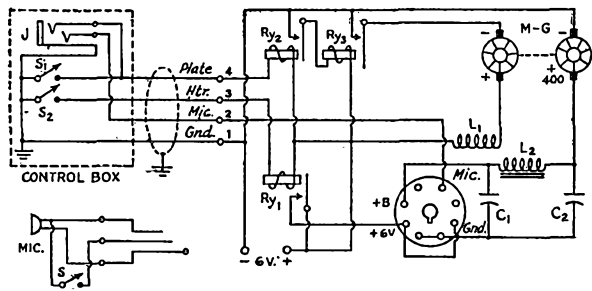 J
S1
S2
CONTROL BOX
Plate 4
Htr. 3
Mic. 2
Gnd. 1
Ry2
Ry3
Ry1
M-G
- -
+ +
400
L1
L2
Mic.
+B
+6V
Gnd.
C1
C2
- 6V. +
MIC.
S